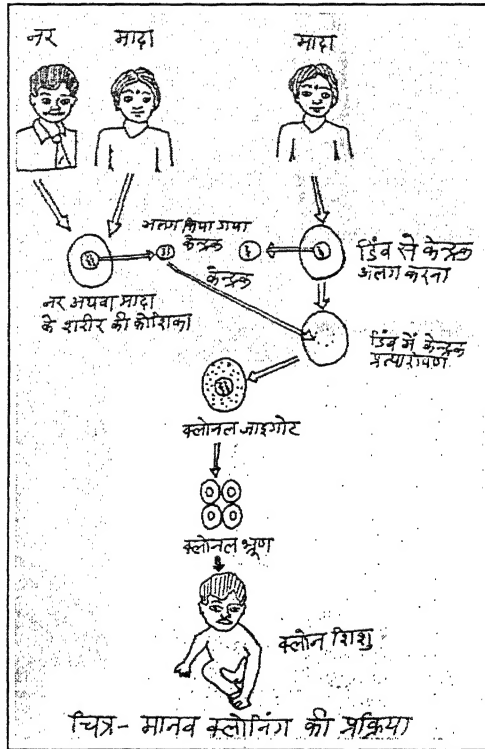 नर
मादा
मादा
अलग किया गया
केन्द्रक
केन्द्रक
डिंब से केन्द्रक
अलग करना
नर अथवा मादा
के शरीर की कोशिका
डिंब में केन्द्रक
प्रत्यारोपण
क्लोनल जाइगोट
क्लोनल भ्रूण
क्लोन शिशु
चित्र- मानव क्लोनिंग की प्रक्रिया